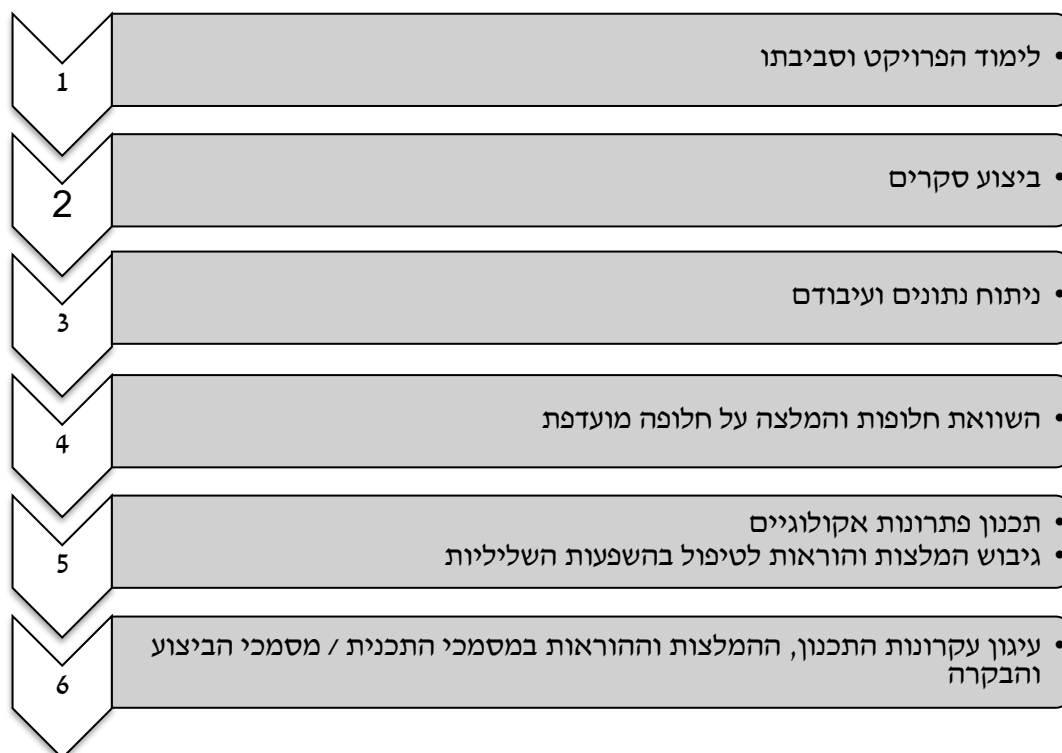 1
• לימוד הפרויקט וסביבתו
2
• ביצוע סקרים
3
• ניתוח נתונים ועיבודם
4
• השוואת חלופות והמלצה על חלופה מועדפת
5
• תכנון פתרונות אקולוגיים
• גיבוש המלצות והוראות לטיפול בהשפעות השליליות
6
• עיגון עקרונות התכנון, ההמלצות וההוראות במסמכי התכנית / מסמכי הביצוע
והבקרה